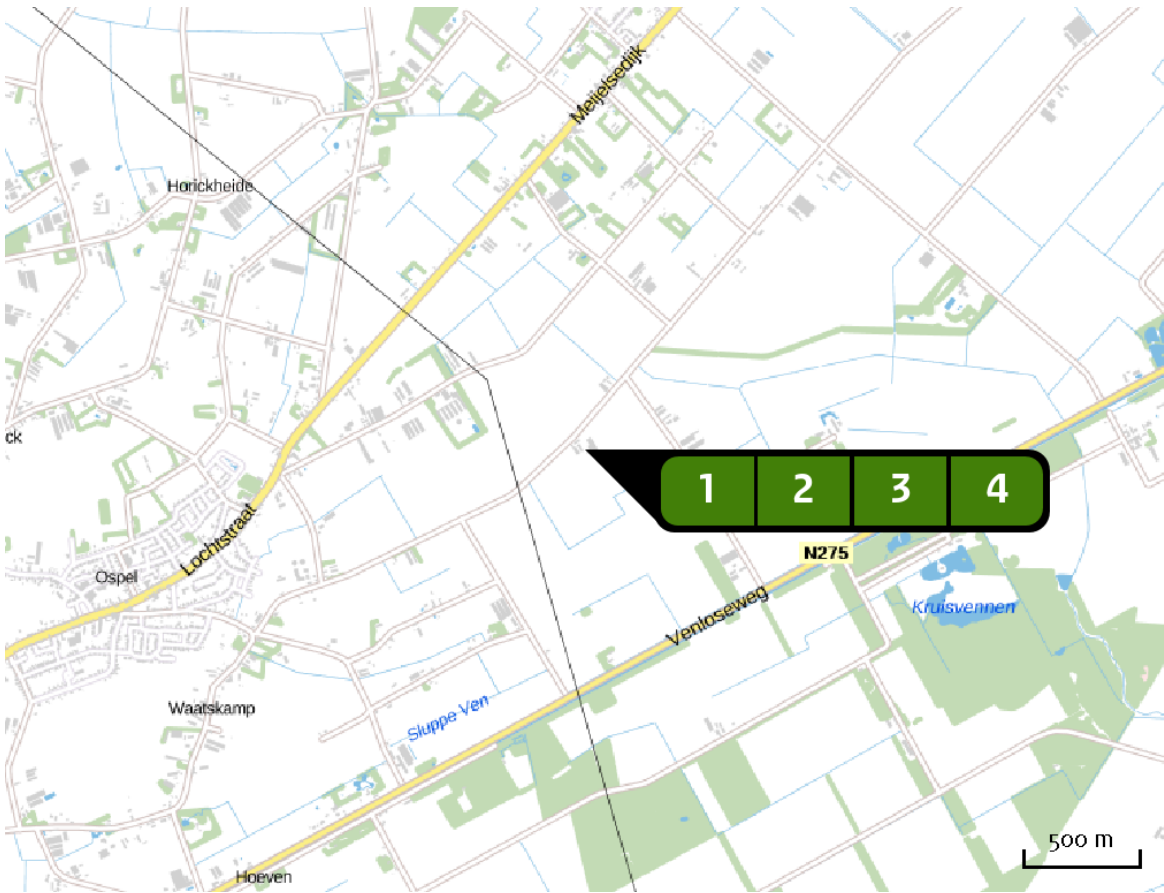 Meijelsedijk
Horickheide
ck
1 2 3 4
Lochtstraat
N275
Ospel
Venloseweg
Kruisvennen
Waatskamp
Sluppe Ven
500 m
Hoeven